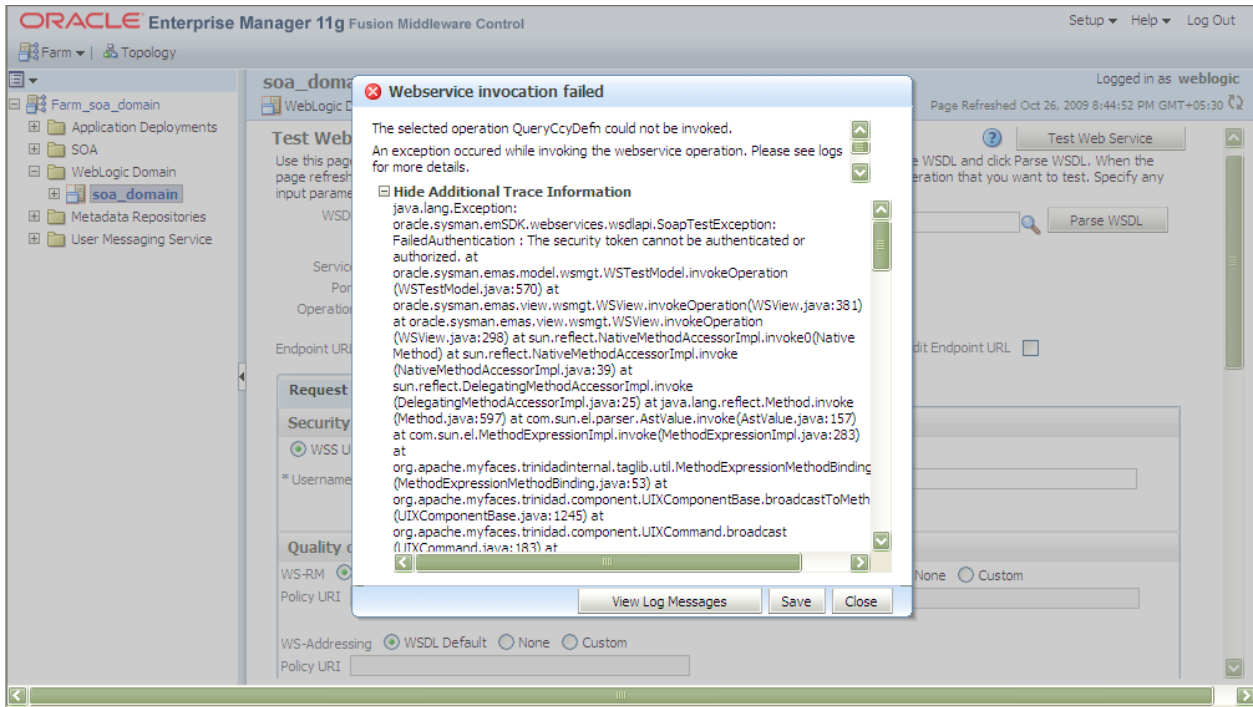 ORACLE Enterprise Manager 11g Fusion Middleware Control
Setup Help Log Out
Farm | Topology
Farm_soa_domain
Application Deployments
SOA
WebLogic Domain
soa_domain
Metadata Repositories
User Messaging Service
soa_doma
Logged in as weblogic
WebLogic D
Page Refreshed Oct 26, 2009 8:44:52 PM GMT+05:30
Test Web
Test Web Service
Use this page
e WSDL and click Parse WSDL. When the
page refresh
eration that you want to test. Specify any
input parame
WSD
Parse WSDL
Servic
Por
Operation
Endpoint URL
dit Endpoint URL
Request
Security
WSS U
* Username
Quality o
WS-RM
None Custom
Policy URI
WS-Addressing WSDL Default None Custom
Policy URI
Webservice invocation failed
The selected operation QueryCcyDefn could not be invoked.
An exception occured while invoking the webservice operation. Please see logs
for more details.
Hide Additional Trace Information
java.lang.Exception:
oracle.sysman.emSDK.webservices.wsdlapi.SoapTestException:
FailedAuthentication : The security token cannot be authenticated or
authorized. at
oracle.sysman.emas.model.wsmgt.WSTestModel.invokeOperation
(WSTestModel.java:570) at
oracle.sysman.emas.view.wsmgt.WSView.invokeOperation(WSView.java:381)
at oracle.sysman.emas.view.wsmgt.WSView.invokeOperation
(WSView.java:298) at sun.reflect.NativeMethodAccessorImpl.invoke0(Native
Method) at sun.reflect.NativeMethodAccessorImpl.invoke
(NativeMethodAccessorImpl.java:39) at
sun.reflect.DelegatingMethodAccessorImpl.invoke
(DelegatingMethodAccessorImpl.java:25) at java.lang.reflect.Method.invoke
(Method.java:597) at com.sun.el.parser.AstValue.invoke(AstValue.java:157)
at com.sun.el.MethodExpressionImpl.invoke(MethodExpressionImpl.java:283)
at
org.apache.myfaces.trinidadinternal.taglib.util.MethodExpressionMethodBinding
(MethodExpressionMethodBinding.java:53) at
org.apache.myfaces.trinidad.component.UIXComponentBase.broadcastToMeth
(UIXComponentBase.java:1245) at
org.apache.myfaces.trinidad.component.UIXCommand.broadcast
(UIXCommand.java:183) at
View Log Messages Save Close